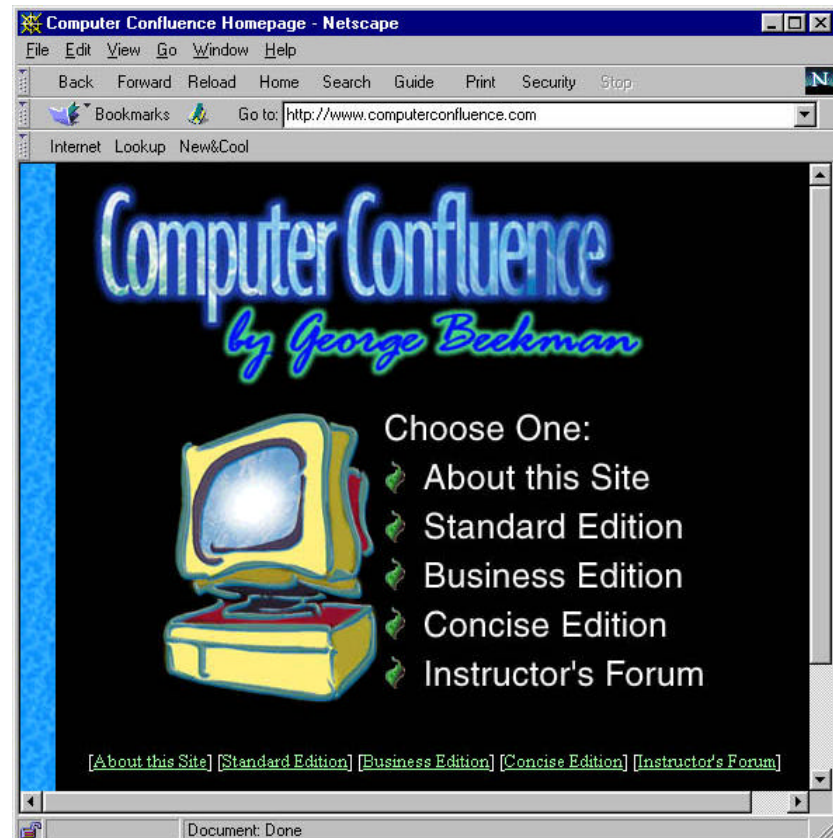 Computer Confluence Homepage - Netscape
File Edit View Go Window Help
Back Forward Reload Home Search Guide Print Security Stop
N
Bookmarks Go to: http://www.computerconfluence.com
Internet Lookup New&Cool
Computer Confluence
by George Beekman
Choose One:
About this Site
Standard Edition
Business Edition
Concise Edition
Instructor's Forum
[About this Site] [Standard Edition] [Business Edition] [Concise Edition] [Instructor's Forum]
Document: Done